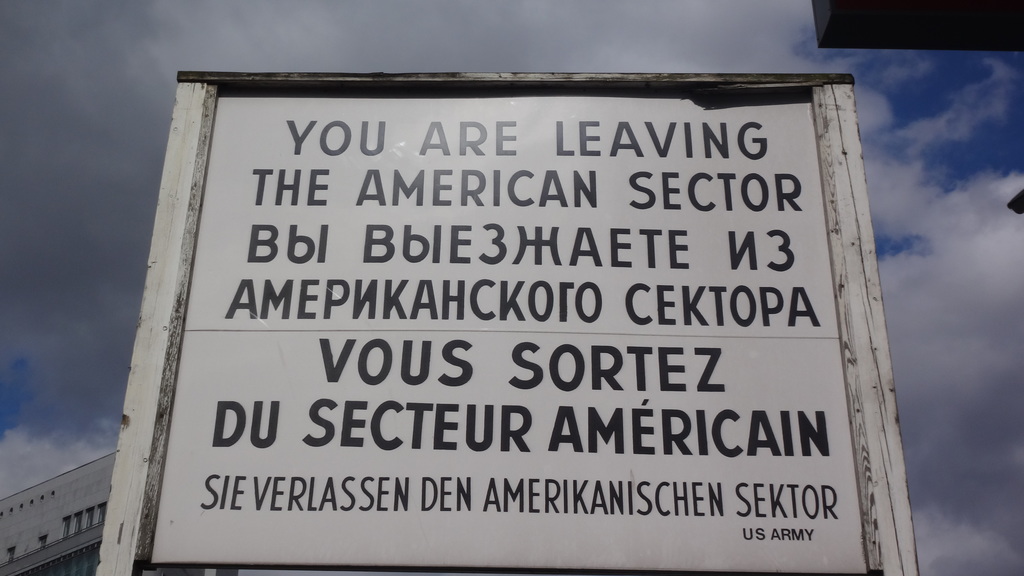 YOU ARE LEAVING
THE AMERICAN SECTOR
ВЫ ВЫЕЗЖАЕТЕ ИЗ
АМЕРИКАНСКОГО СЕКТОРА
VOUS SORTEZ
DU SECTEUR AMÉRICAIN
SIE VERLASSEN DEN AMERIKANISCHEN SEKTOR
US ARMY